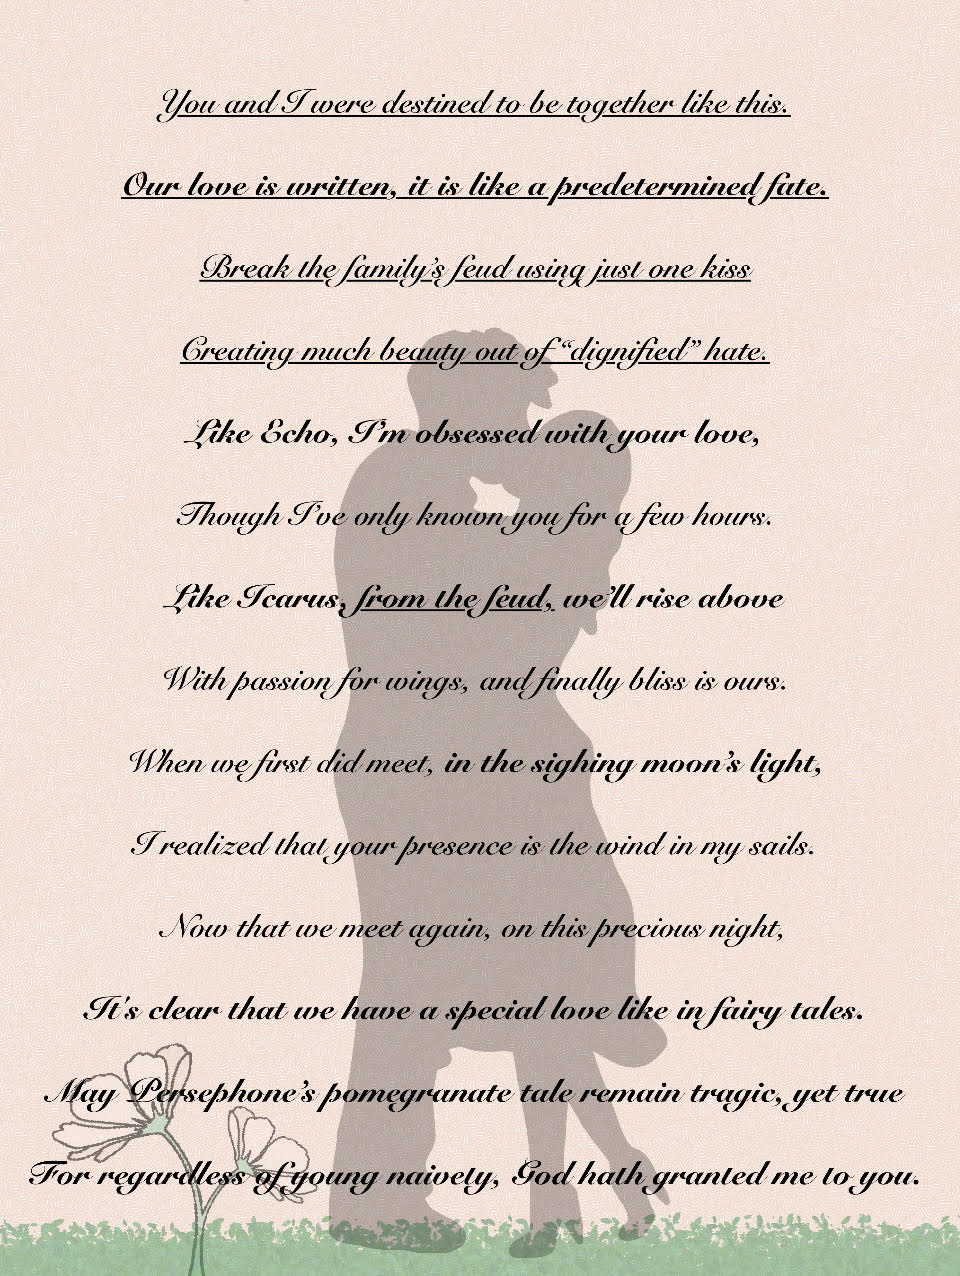 You and I were destined to be together like this.
Our love is written, it is like a predetermined fate.
Break the family's feud using just one kiss
Creating much beauty out of “dignified” hate.
Like Echo, I'm obsessed with your love,
Though I've only known you for a few hours.
Like Icarus, from the feud, we'll rise above
With passion for wings, and finally bliss is ours.
When we first did meet, in the sighing moon's light,
I realized that your presence is the wind in my sails.
Now that we meet again, on this precious night,
It's clear that we have a special love like in fairy tales.
May Persephone's pomegranate tale remain tragic, yet true
For regardless of young naivety, God hath granted me to you.